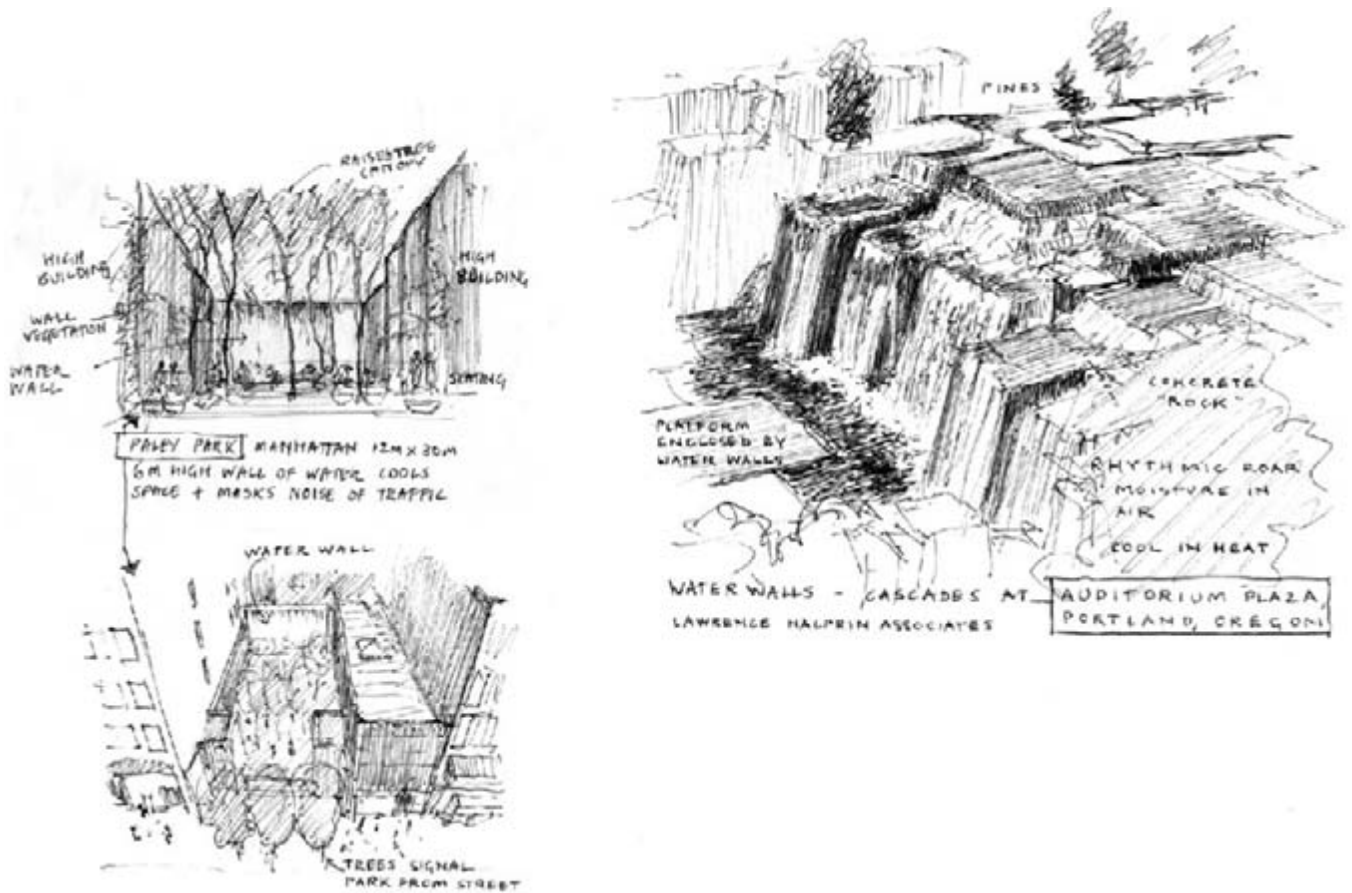 RAISED TREE
CANOPY
HIGH
BUILDING
HIGH
BUILDING
WALL
VEGETATION
WATER
WALL
SEATING
PALEY PARK MANHATTAN 12M X 30M
6M HIGH WALL OF WATER COOLS
SPACE + MASKS NOISE OF TRAFFIC
WATER WALL
TREES SIGNAL
PARK FROM STREET
PINES
CONCRETE
"ROCK"
PLATFORM
ENCLOSED BY
WATER WALLS
RHYTHMIC ROAR
MOISTURE IN
AIR
COOL IN HEAT
WATER WALLS - CASCADES AT AUDITORIUM PLAZA,
LAWRENCE HALPRIN ASSOCIATES PORTLAND, OREGON